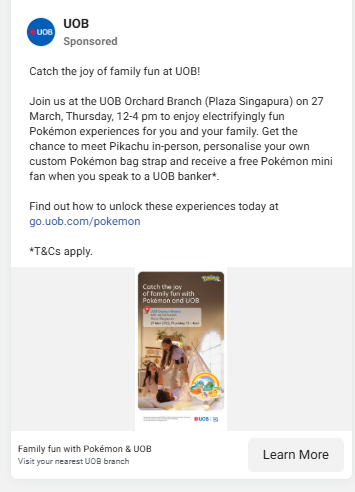 UOB
UOB
Sponsored
Catch the joy of family fun at UOB!
Join us at the UOB Orchard Branch (Plaza Singapura) on 27
March, Thursday, 12-4 pm to enjoy electrifyingly fun
Pokémon experiences for you and your family. Get the
chance to meet Pikachu in-person, personalise your own
custom Pokémon bag strap and receive a free Pokémon mini
fan when you speak to a UOB banker*.
Find out how to unlock these experiences today at
go.uob.com/pokemon
*T&Cs apply.
Pokémon
Catch the joy
of family fun with
Pokémon and UOB
UOB
Family fun with Pokémon & UOB
Visit your nearest UOB branch
Learn More